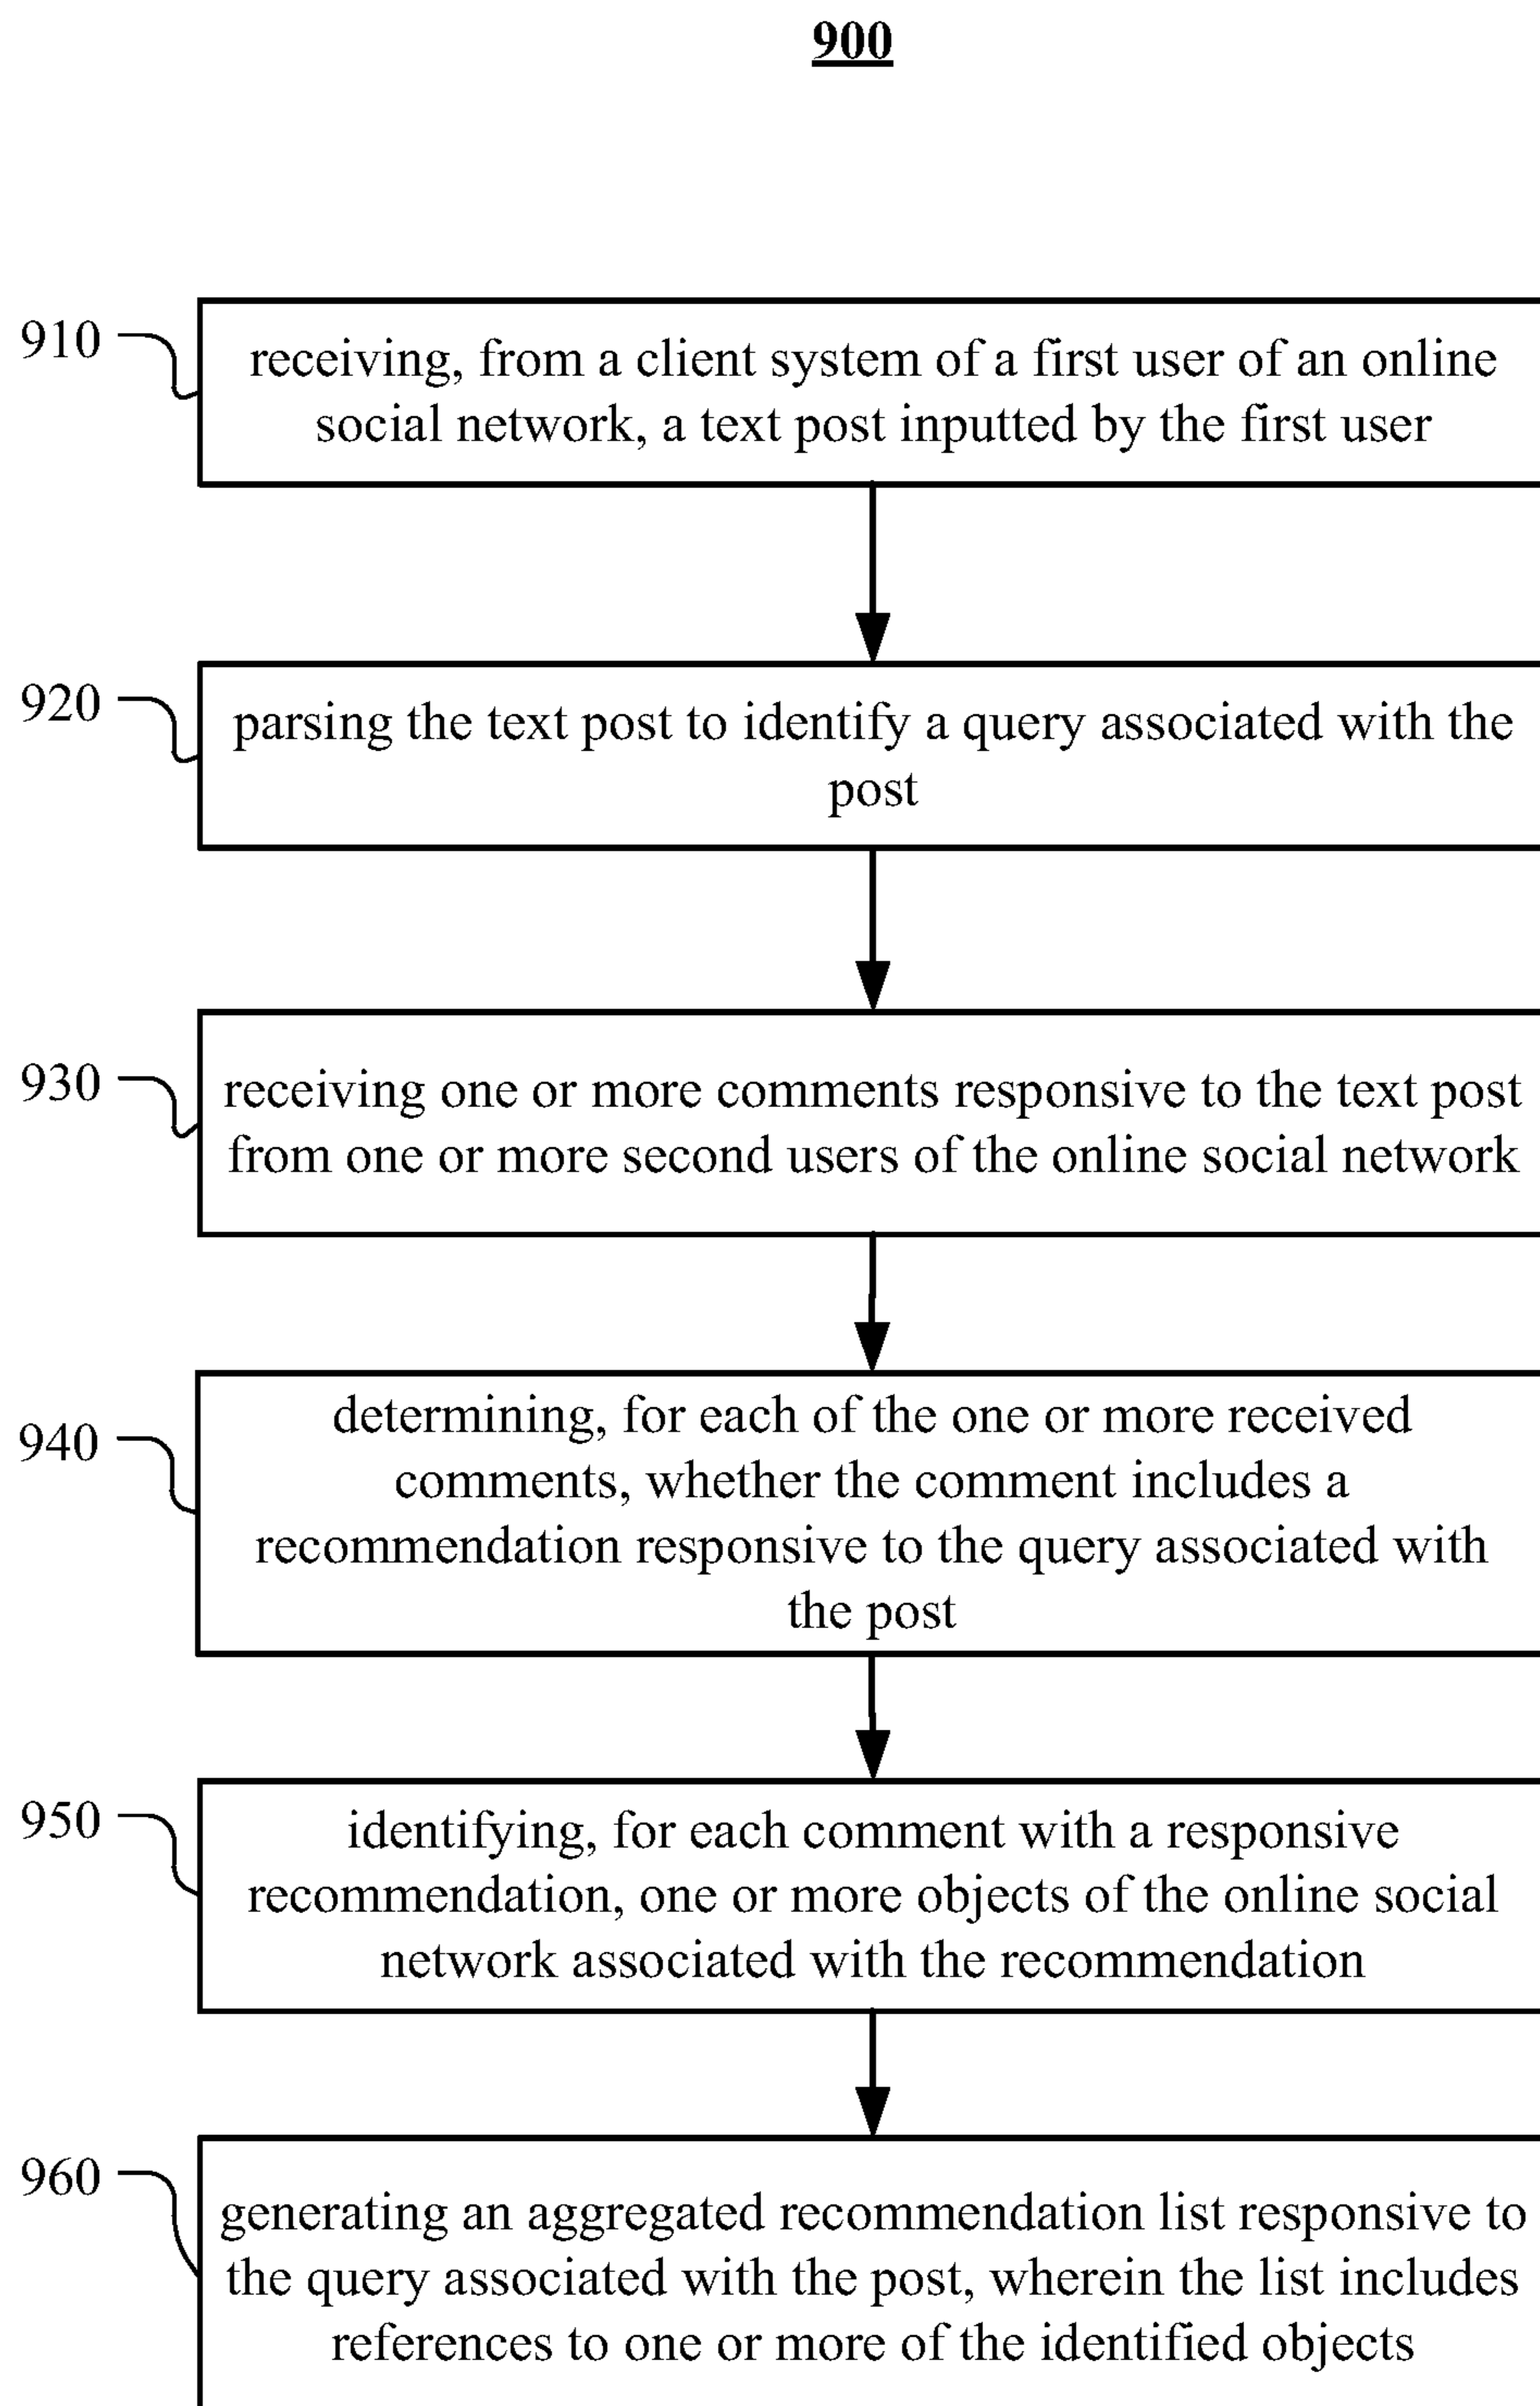 900
910
receiving, from a client system of a first user of an online
social network, a text post inputted by the first user
920
parsing the text post to identify a query associated with the
post
930
receiving one or more comments responsive to the text post
from one or more second users of the online social network
940
determining, for each of the one or more received
comments, whether the comment includes a
recommendation responsive to the query associated with
the post
950
identifying, for each comment with a responsive
recommendation, one or more objects of the online social
network associated with the recommendation
960
generating an aggregated recommendation list responsive to
the query associated with the post, wherein the list includes
references to one or more of the identified objects